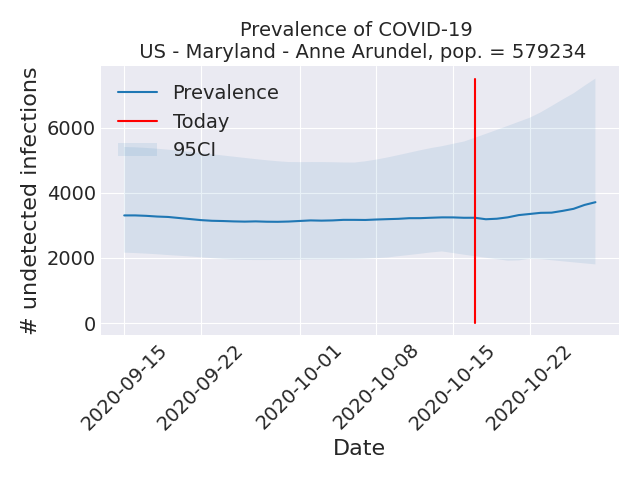 Prevalence of COVID-19
US - Maryland - Anne Arundel, pop. = 579234
# undetected infections
6000
4000
2000
0
Prevalence
Today
95CI
2020-09-15
2020-09-22
2020-10-01
2020-10-08
2020-10-15
2020-10-22
Date